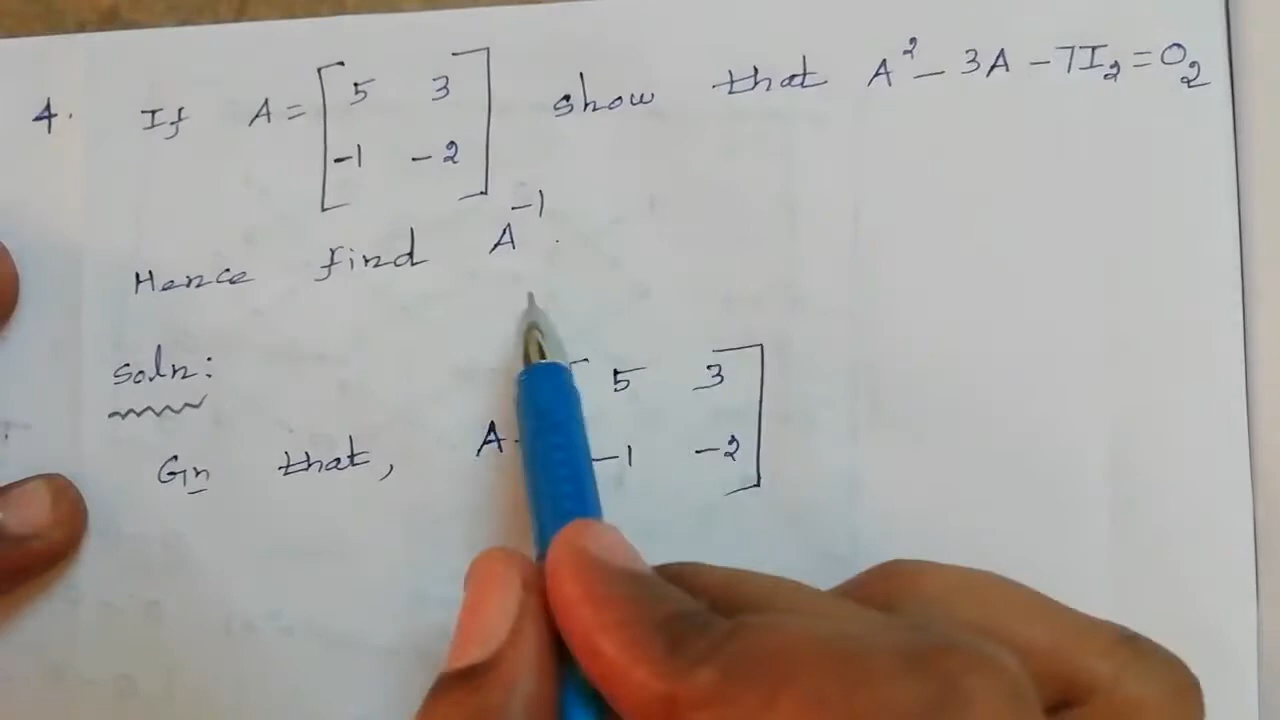 4. If A = [5 3 show that A² - 3A - 7I₂ = O₂
-1 -2]
Hence find A⁻¹.
Soln:
Gn that, A 5 3
-1 -2